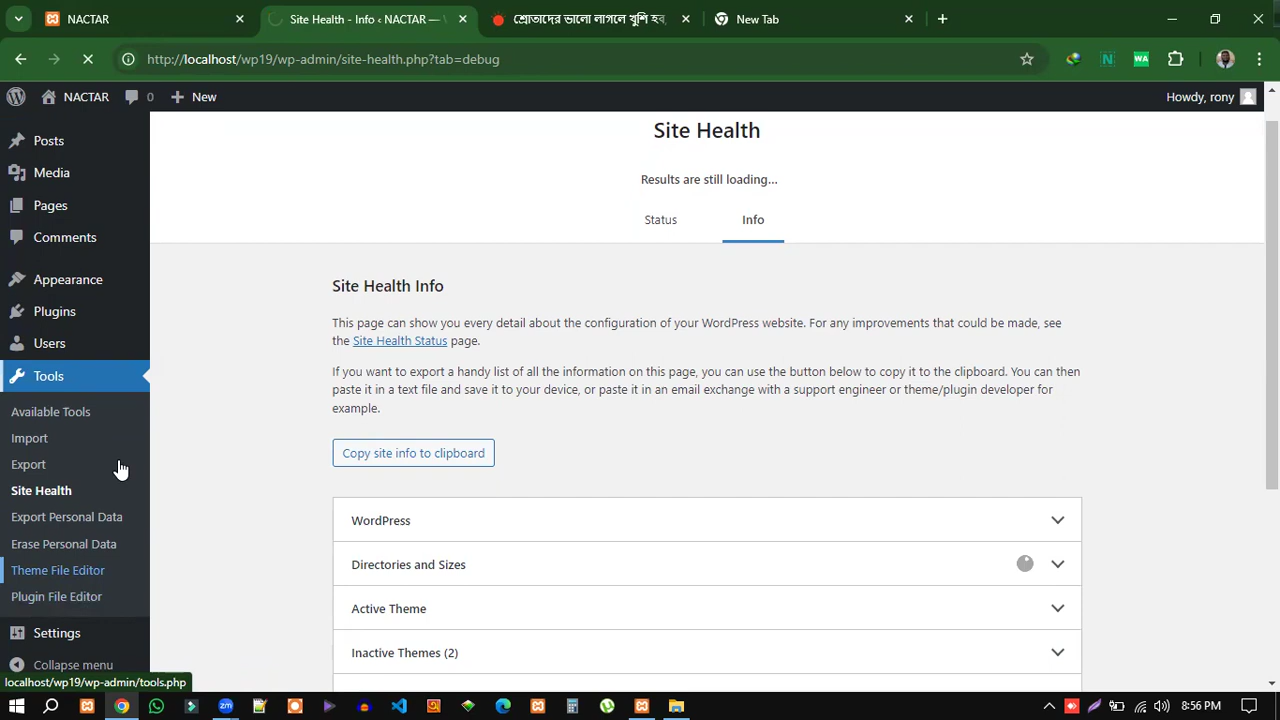 NACTAR
Site Health - Info ‹ NACTAR —
শ্রোতাদের ভালো লাগলে খুশি হব,
New Tab
http://localhost/wp19/wp-admin/site-health.php?tab=debug
NACTAR
0
New
Howdy, rony
Posts
Media
Pages
Comments
Appearance
Plugins
Users
Tools
Available Tools
Import
Export
Site Health
Export Personal Data
Erase Personal Data
Theme File Editor
Plugin File Editor
Settings
Collapse menu
localhost/wp19/wp-admin/tools.php
Site Health
Results are still loading...
Status
Info
Site Health Info
This page can show you every detail about the configuration of your WordPress website. For any improvements that could be made, see
the Site Health Status page.
If you want to export a handy list of all the information on this page, you can use the button below to copy it to the clipboard. You can then
paste it in a text file and save it to your device, or paste it in an email exchange with a support engineer or theme/plugin developer for
example.
Copy site info to clipboard
WordPress
Directories and Sizes
Active Theme
Inactive Themes (2)
8:56 PM